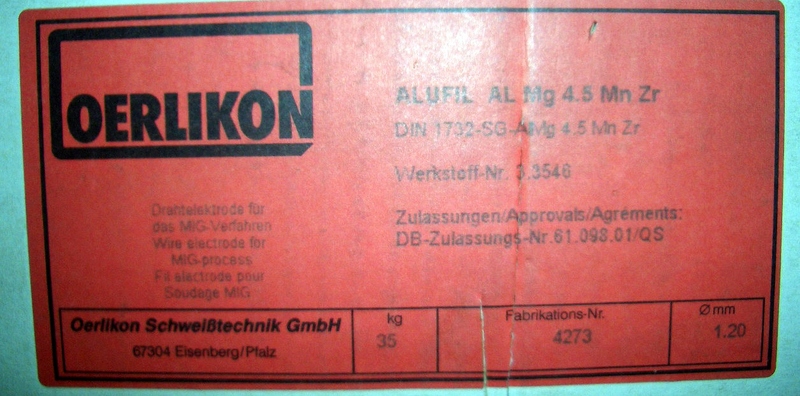 OERLIKON
ALUFIL AL Mg 4.5 Mn Zr
DIN 1732-SG-AlMg 4.5 Mn Zr
Werkstoff-Nr. 3.3546
Zulassungen/Approvals/Agréments:
DB-Zulassungs-Nr.61.098.01/QS
Drahtelektrode für
das MIG-Verfahren
Wire electrode for
MIG-process
Fil electrode pour
Soudage MIG
Oerlikon Schweißtechnik GmbH
67304 Eisenberg/Pfalz
kg
35
Fabrikations-Nr.
4273
Ø mm
1.20